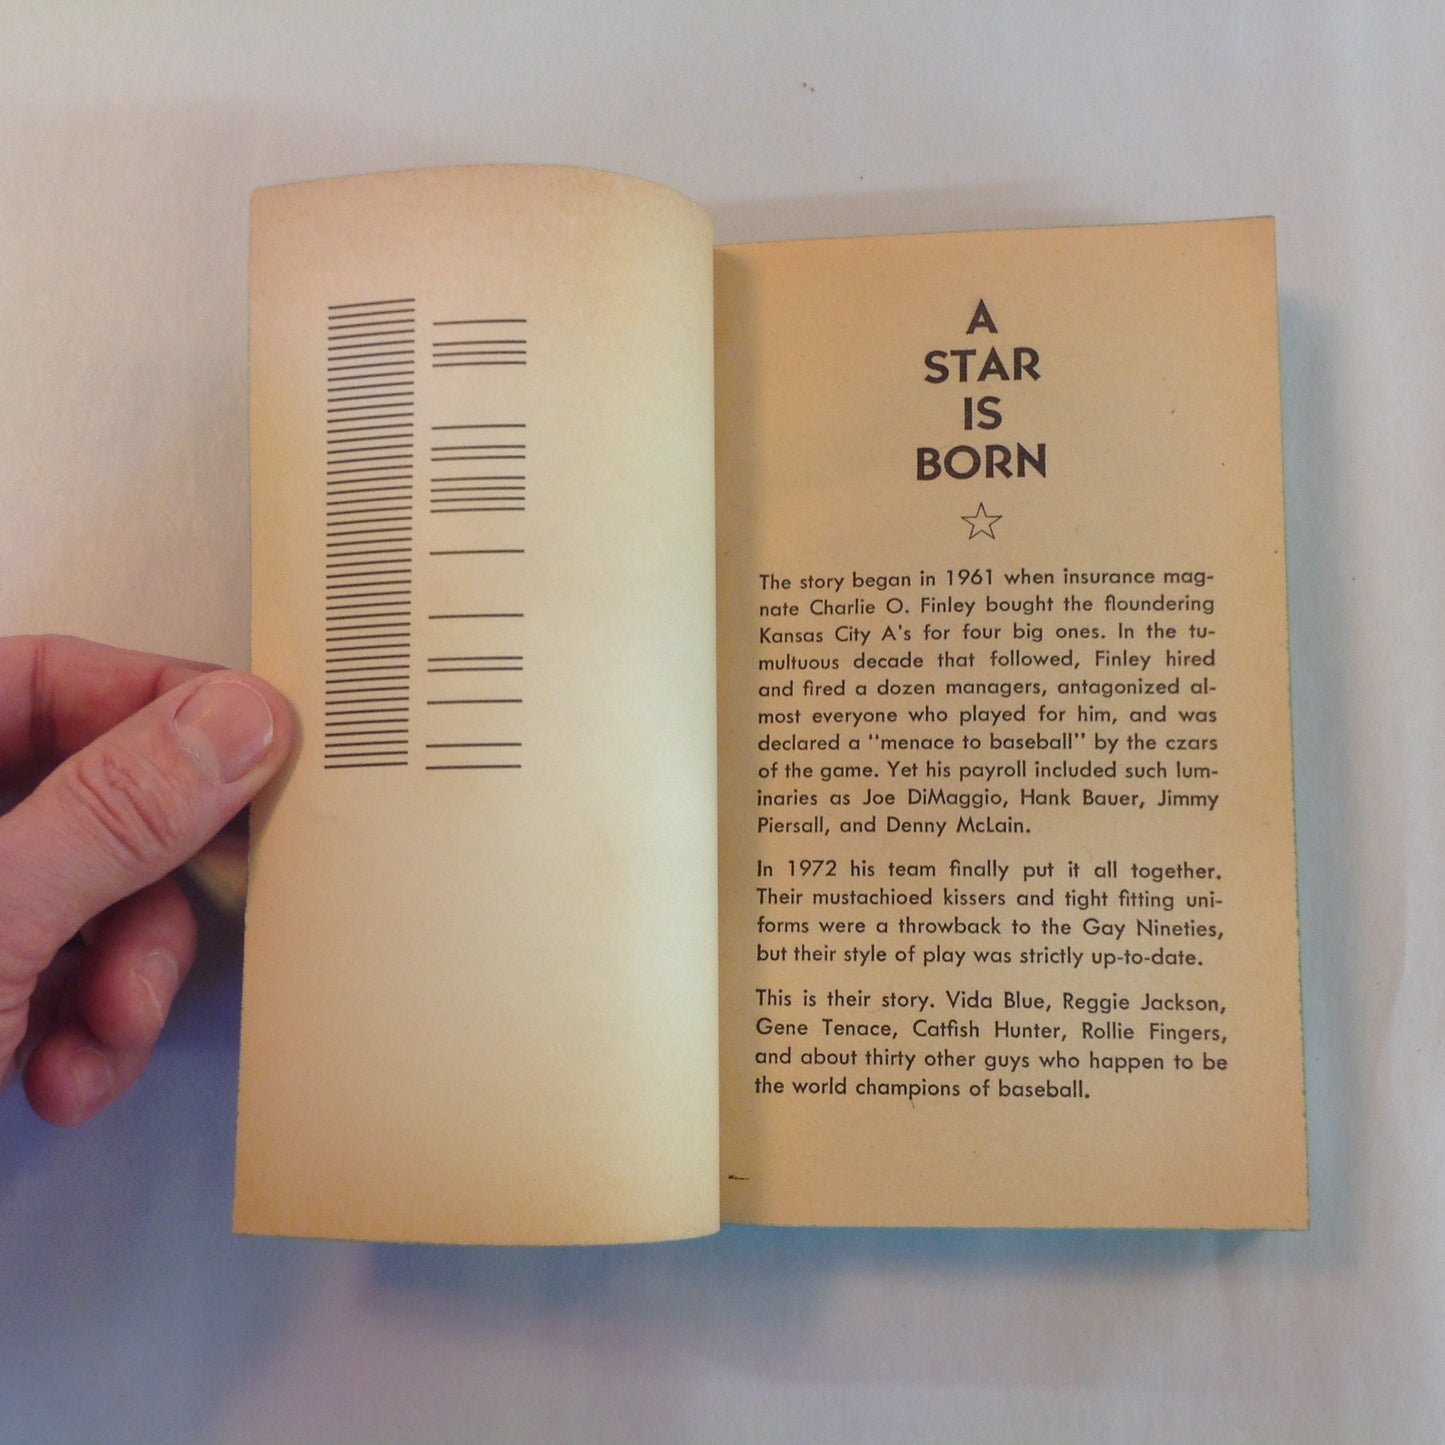 A
STAR
IS
BORN
The story began in 1961 when insurance mag-
nate Charlie O. Finley bought the floundering
Kansas City A's for four big ones. In the tu-
multuous decade that followed, Finley hired
and fired a dozen managers, antagonized al-
most everyone who played for him, and was
declared a "menace to baseball" by the czars
of the game. Yet his payroll included such lum-
inaries as Joe DiMaggio, Hank Bauer, Jimmy
Piersall, and Denny McLain.
In 1972 his team finally put it all together.
Their mustachioed kissers and tight fitting uni-
forms were a throwback to the Gay Nineties,
but their style of play was strictly up-to-date.
This is their story. Vida Blue, Reggie Jackson,
Gene Tenace, Catfish Hunter, Rollie Fingers,
and about thirty other guys who happen to be
the world champions of baseball.